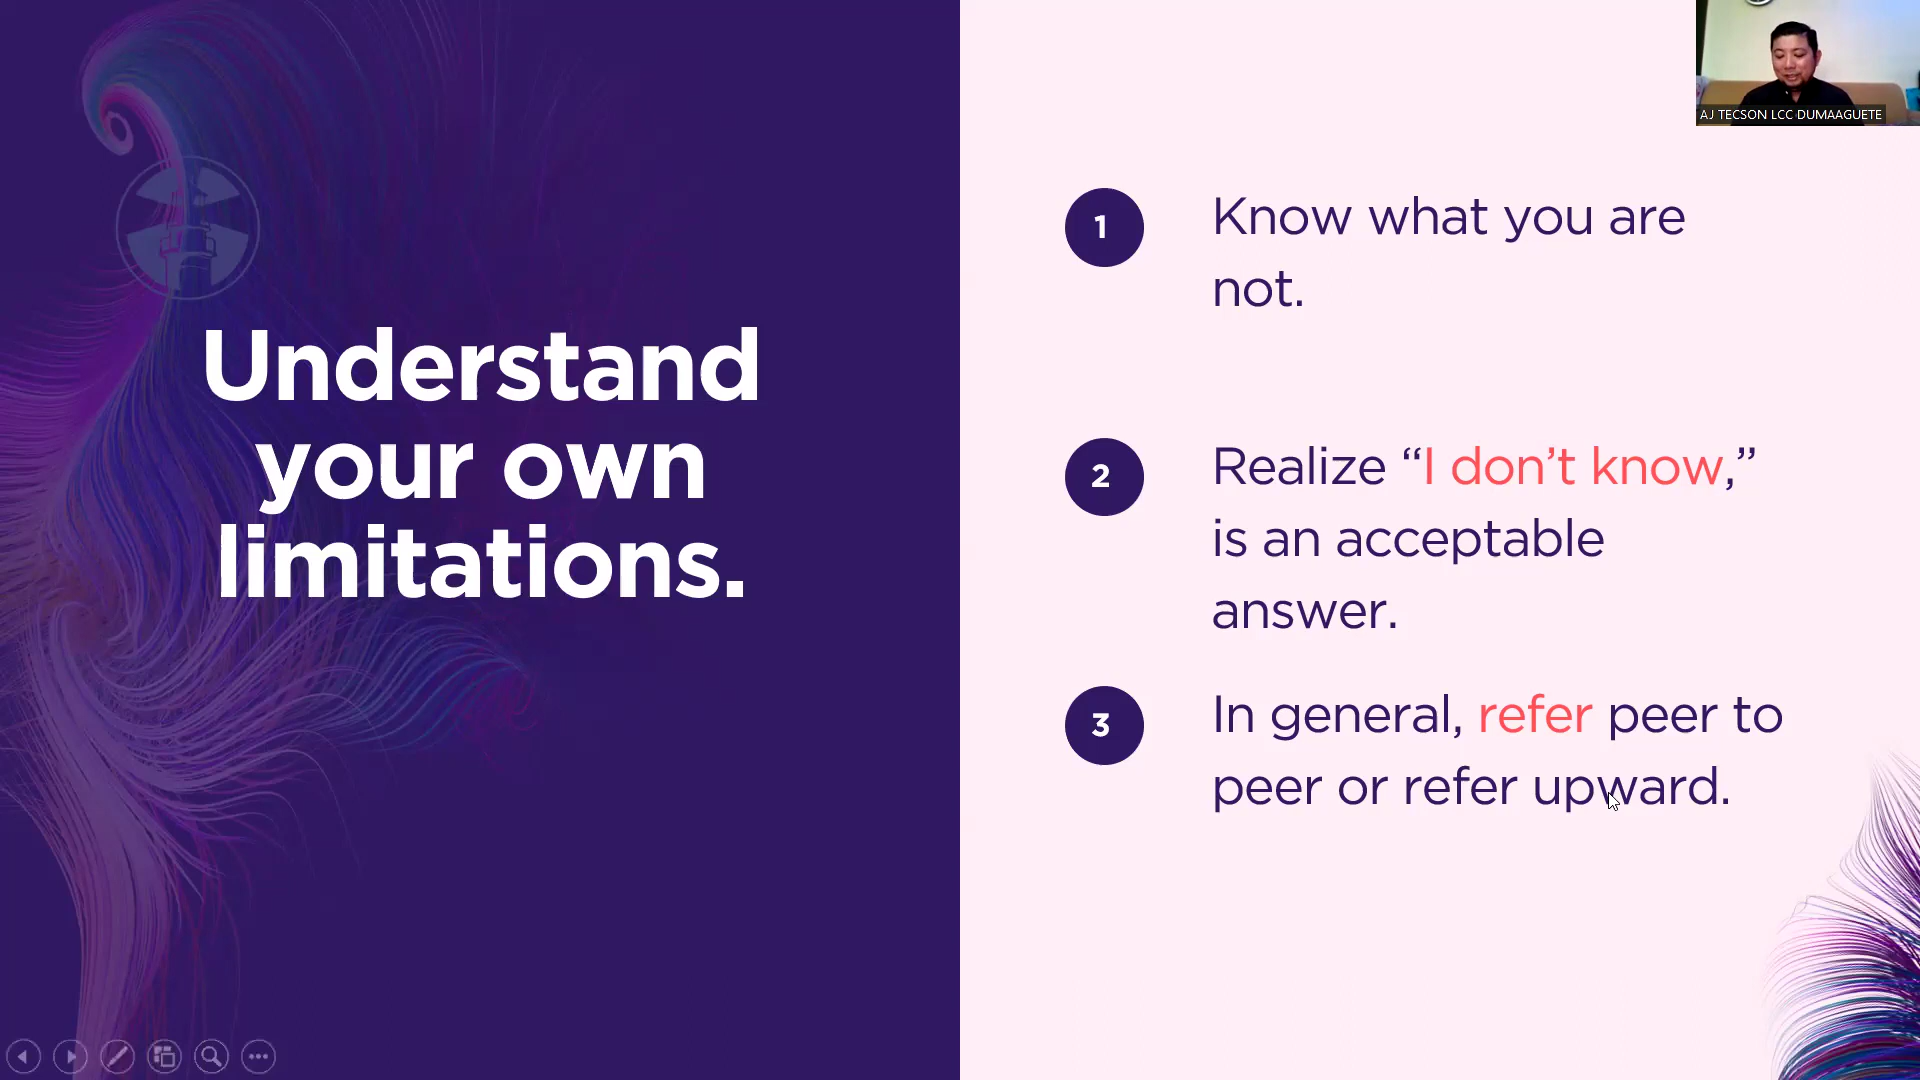 AJ TECSON LCC DUMAAGUETE
Understand
your own
limitations.
1
Know what you are
not.
2
Realize “I don’t know,”
is an acceptable
answer.
3
In general, refer peer to
peer or refer upward.